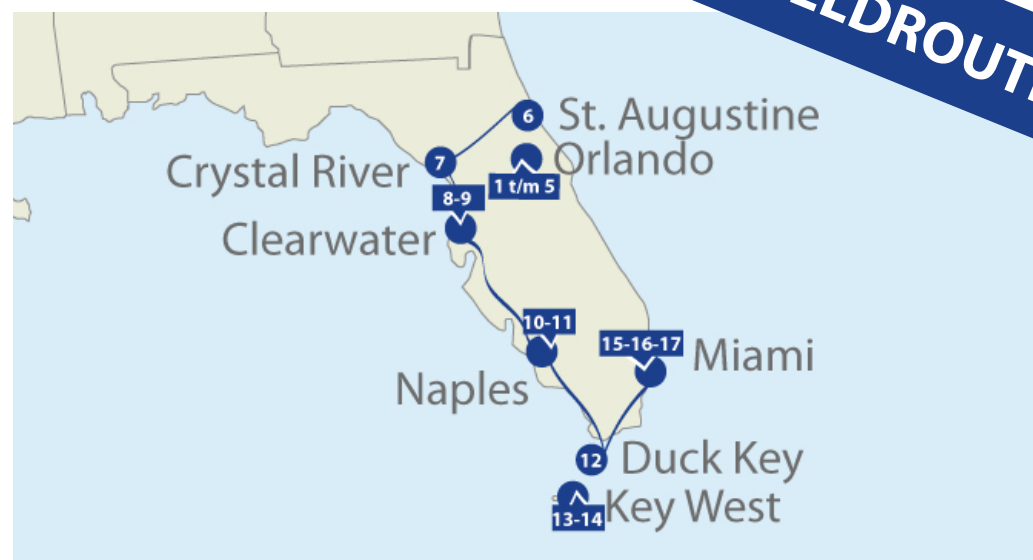 6 St. Augustine
7 Crystal River
Orlando
1 t/m 5
8-9
Clearwater
10-11
Naples
15-16-17
Miami
12 Duck Key
Key West
13-14